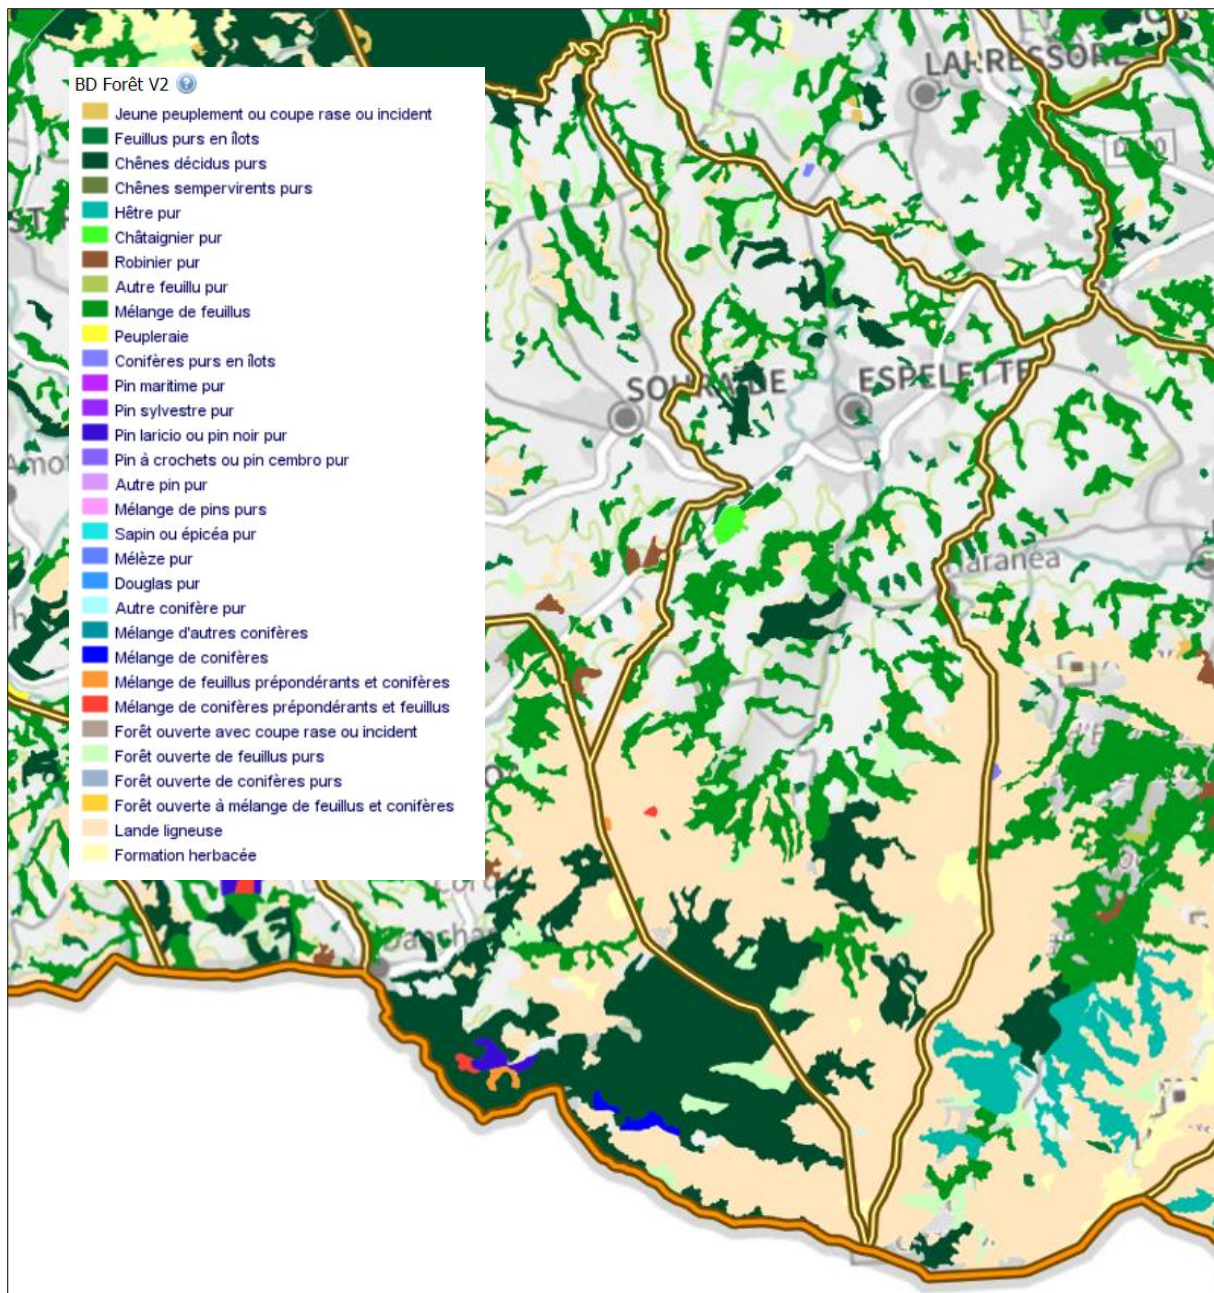 LARRESSORE
BD Forêt V2
Jeune peuplement ou coupe rase ou incident
Feuillus purs en îlots
Chênes décidus purs
Chênes sempervirents purs
Hêtre pur
Châtaignier pur
Robinier pur
Autre feuillu pur
Mélange de feuillus
Peupleraie
Conifères purs en îlots
Pin maritime pur
Pin sylvestre pur
Pin laricio ou pin noir pur
Pin à crochets ou pin cembro pur
Autre pin pur
Mélange de pins purs
Sapin ou épicéa pur
Mélèze pur
Douglas pur
Autre conifère pur
Mélange d'autres conifères
Mélange de conifères
Mélange de feuillus prépondérants et conifères
Mélange de conifères prépondérants et feuillus
Forêt ouverte avec coupe rase ou incident
Forêt ouverte de feuillus purs
Forêt ouverte de conifères purs
Forêt ouverte à mélange de feuillus et conifères
Lande ligneuse
Formation herbacée
SOURAÏDE
ESPELETTE